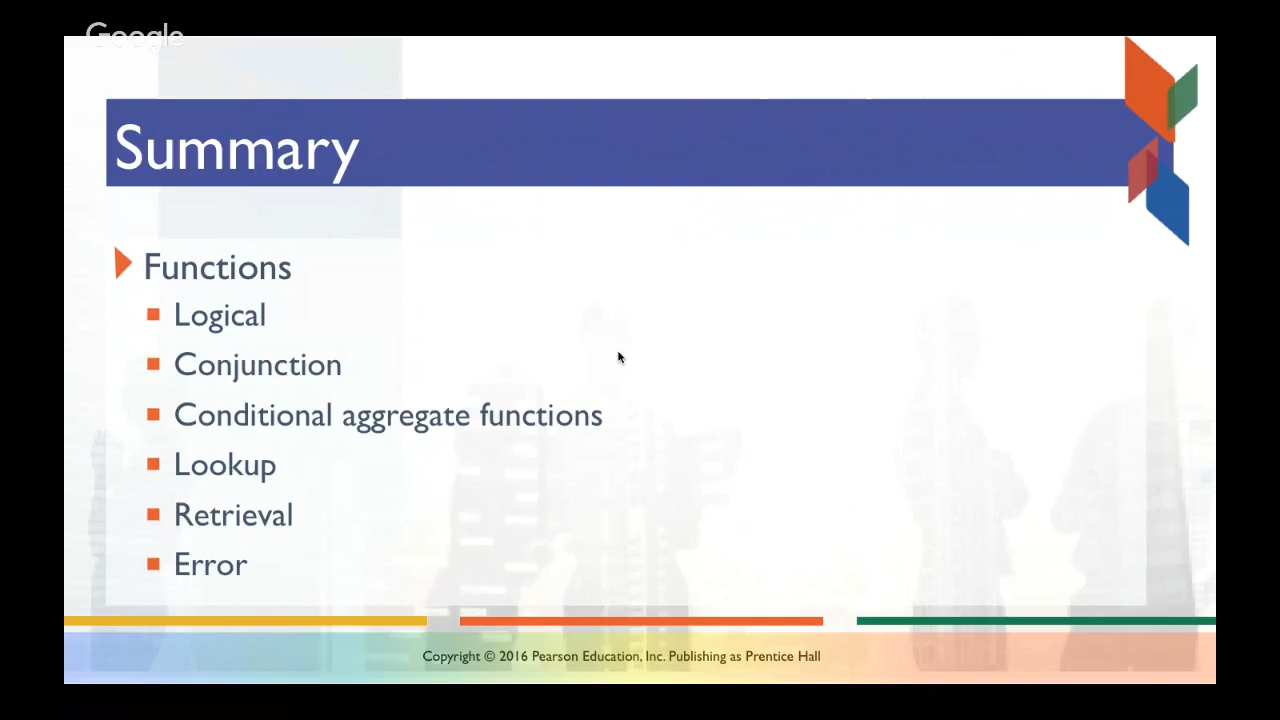 Google
Summary
Functions
Logical
Conjunction
Conditional aggregate functions
Lookup
Retrieval
Error
Copyright © 2016 Pearson Education, Inc. Publishing as Prentice Hall